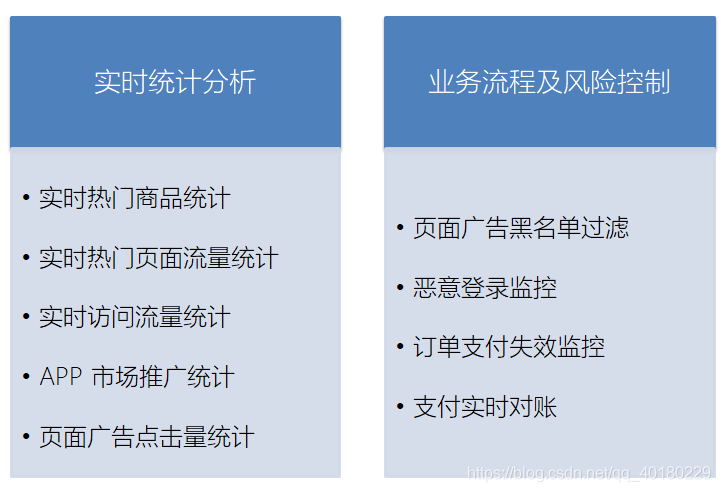 实时统计分析
• 实时热门商品统计
• 实时热门页面流量统计
• 实时访问流量统计
• APP 市场推广统计
• 页面广告点击量统计
业务流程及风险控制
• 页面广告黑名单过滤
• 恶意登录监控
• 订单支付失效监控
• 支付实时对账
https://blog.csdn.net/qq_40180229